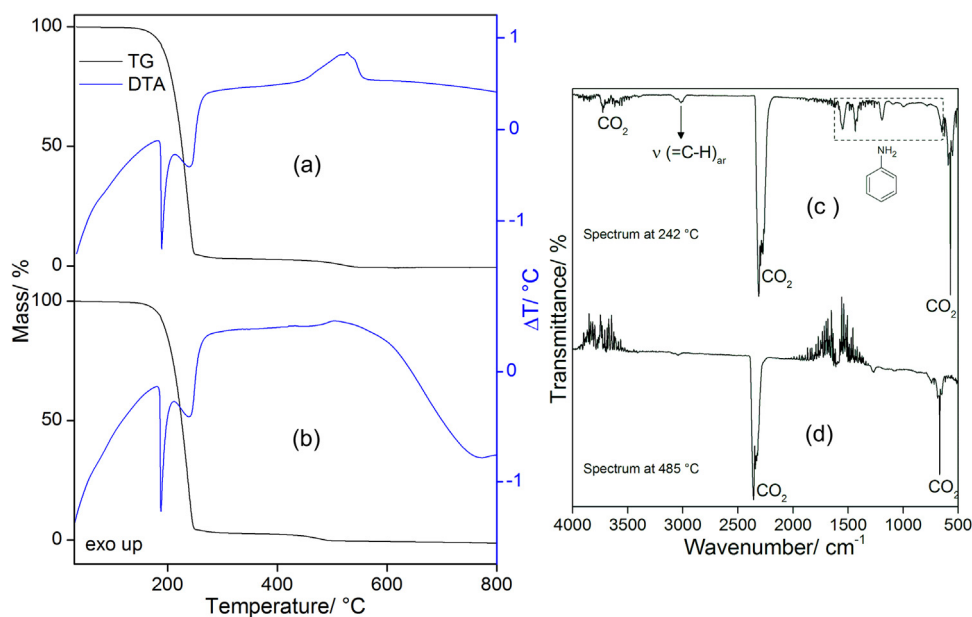 100
50
0
100
50
0
Mass/ %
TG
DTA
(a)
(b)
exo up
200
400
600
800
Temperature/ °C
1
0
-1
0
-1
ΔT/ °C
CO2
ν (=C-H)ar
NH2
(c )
Spectrum at 242 °C
CO2
CO2
(d)
Spectrum at 485 °C
CO2
CO2
Transmittance/ %
4000
3500
3000
2500
2000
1500
1000
500
Wavenumber/ cm-1